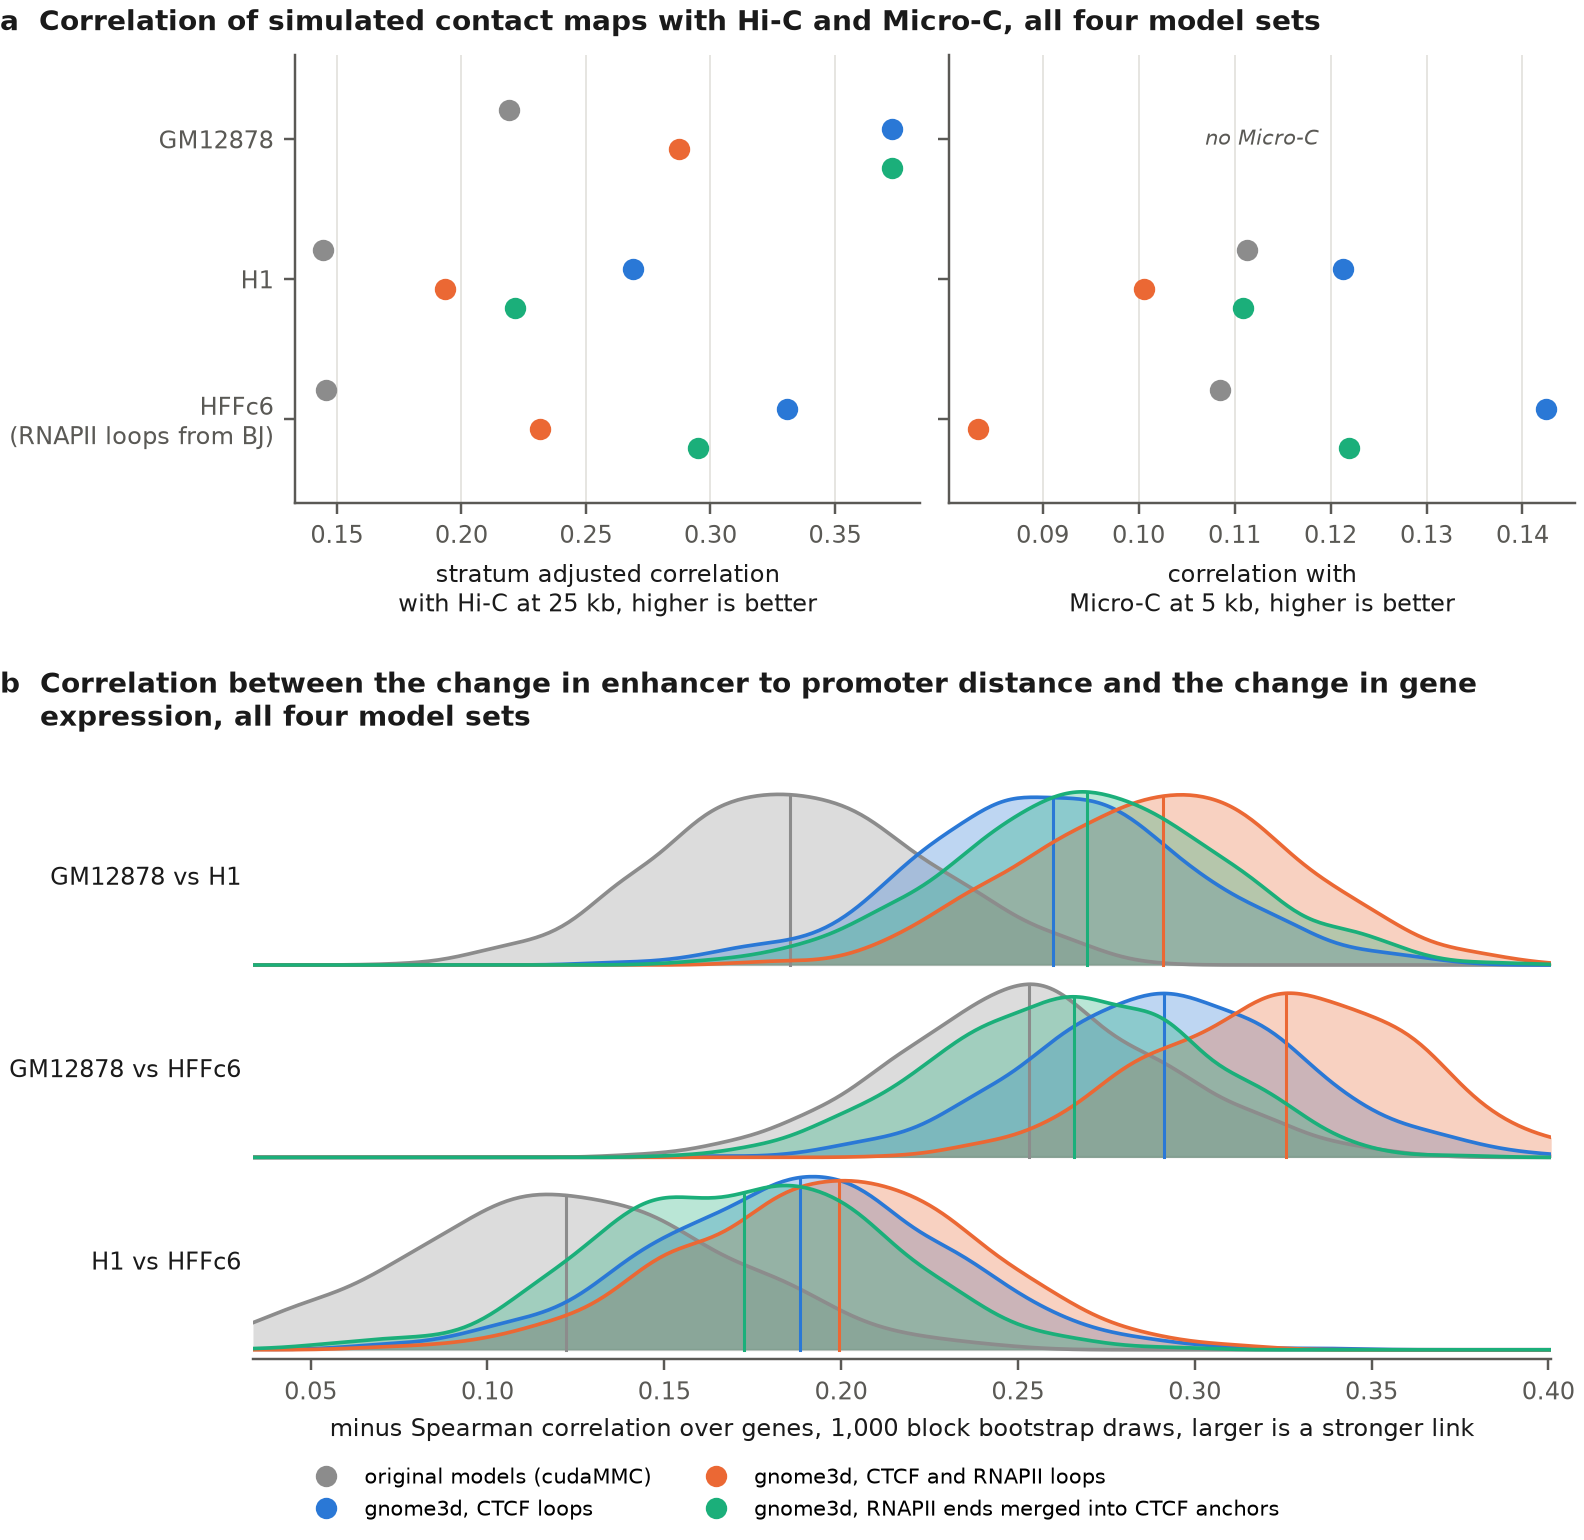 a Correlation of simulated contact maps with Hi-C and Micro-C, all four model sets
GM12878
no Micro-C
H1
HFFc6
(RNAPII loops from BJ)
0.15 0.20 0.25 0.30 0.35
0.09 0.10 0.11 0.12 0.13 0.14
stratum adjusted correlation
with Hi-C at 25 kb, higher is better
correlation with
Micro-C at 5 kb, higher is better
b Correlation between the change in enhancer to promoter distance and the change in gene
expression, all four model sets
GM12878 vs H1
GM12878 vs HFFc6
H1 vs HFFc6
0.05 0.10 0.15 0.20 0.25 0.30 0.35 0.40
minus Spearman correlation over genes, 1,000 block bootstrap draws, larger is a stronger link
original models (cudaMMC)
gnome3d, CTCF loops
gnome3d, CTCF and RNAPII loops
gnome3d, RNAPII ends merged into CTCF anchors